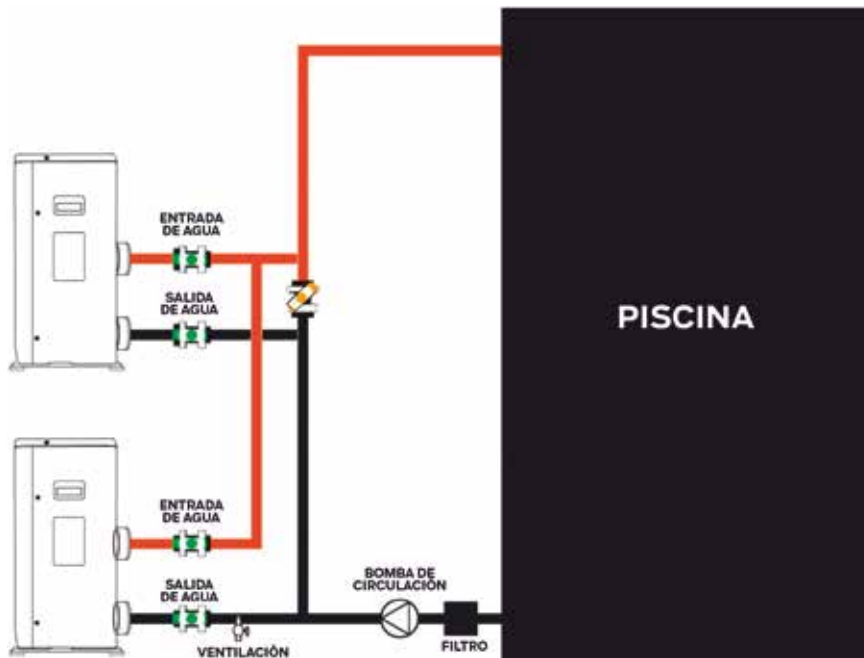 ENTRADA
DE AGUA
SALIDA
DE AGUA
PISCINA
ENTRADA
DE AGUA
SALIDA
DE AGUA
VENTILACIÓN
BOMBA DE
CIRCULACIÓN
FILTRO